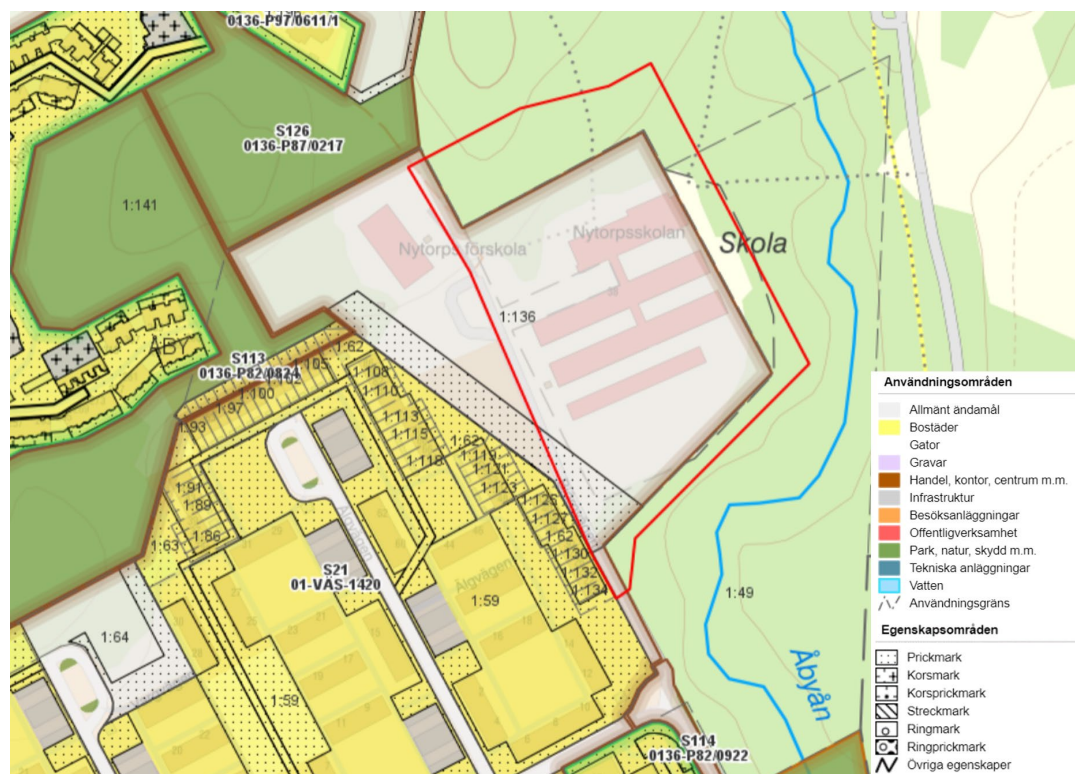 0136-P97/0611/1
S126
0136-P87/0217
1:141
Nytorps förskola
Nytorpsskolan
Skola
1:136
ÅBY
S113
0136-P82/0824
1:62
1:105
1:102
1:100
1:97
1:93
1:108
1:110
1:113
1:115
1:118
1:62
1:119
1:121
1:123
1:126
1:127
1:62
1:130
1:132
1:134
1:91
1:89
1:86
1:63
Älgvägen
S21
01-VÄS-1420
Älgvägen
1:59
1:64
1:59
1:49
Åbyån
S114
0136-P82/0922
Användningsområden
Allmänt ändamål
Bostäder
Gator
Gravar
Handel, kontor, centrum m.m.
Infrastruktur
Besöksanläggningar
Offentligverksamhet
Park, natur, skydd m.m.
Tekniska anläggningar
Vatten
Användningsgräns
Egenskapsområden
Prickmark
Korsmark
Korsprickmark
Streckmark
Ringmark
Ringprickmark
Övriga egenskaper